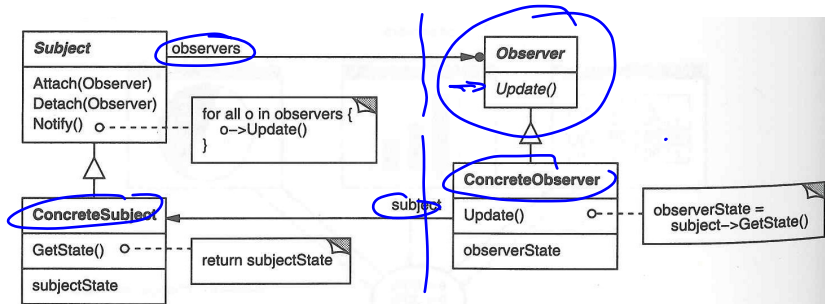 Subject
observers
Attach(Observer)
Detach(Observer)
Notify()
for all o in observers {
o->Update()
}
Observer
Update()
ConcreteSubject
GetState()
subjectState
return subjectState
subject
ConcreteObserver
Update()
observerState
observerState =
subject->GetState()